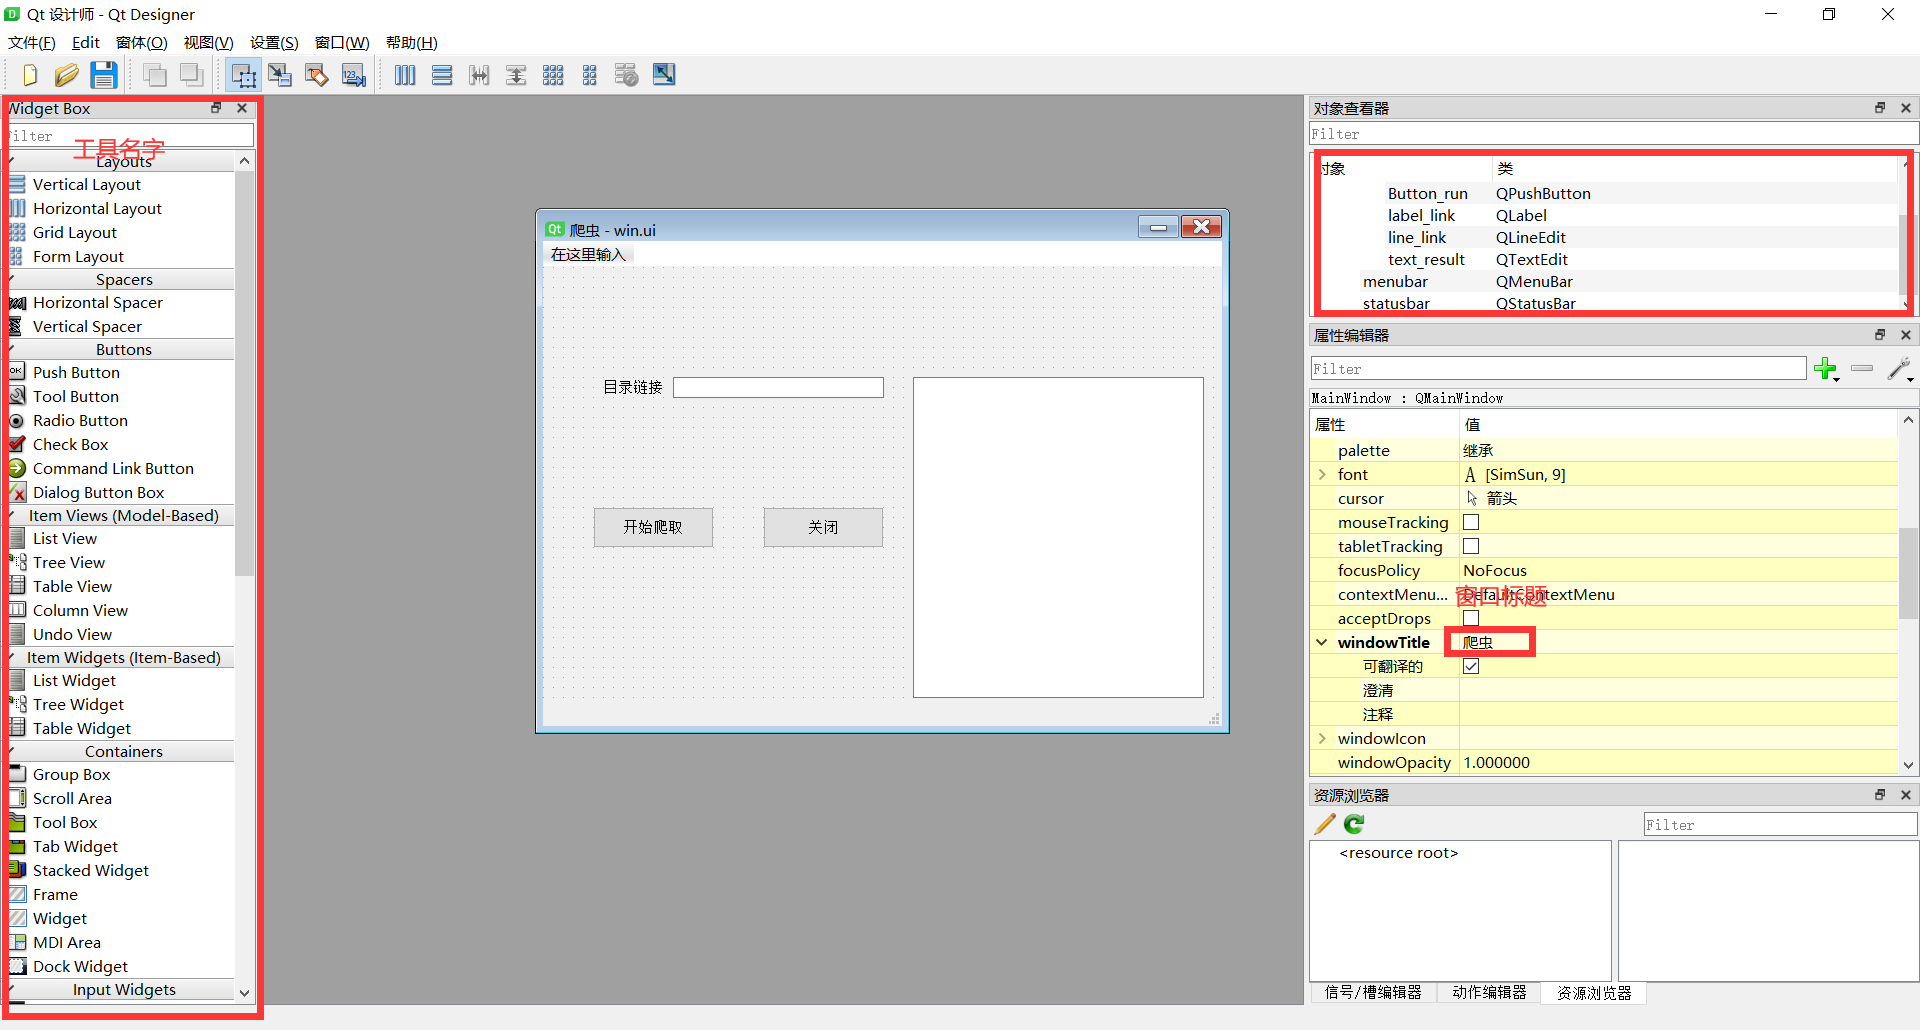 Qt 设计师 - Qt Designer
文件(F) Edit 窗体(O) 视图(V) 设置(S) 窗口(W) 帮助(H)
Widget Box
Filter
工具名字
Layouts
Vertical Layout
Horizontal Layout
Grid Layout
Form Layout
Spacers
Horizontal Spacer
Vertical Spacer
Buttons
Push Button
Tool Button
Radio Button
Check Box
Command Link Button
Dialog Button Box
Item Views (Model-Based)
List View
Tree View
Table View
Column View
Undo View
Item Widgets (Item-Based)
List Widget
Tree Widget
Table Widget
Containers
Group Box
Scroll Area
Tool Box
Tab Widget
Stacked Widget
Frame
Widget
MDI Area
Dock Widget
Input Widgets
爬虫 - win.ui
在这里输入
目录链接
开始爬取 关闭
对象查看器
Filter
对象 类
Button_run QPushButton
label_link QLabel
line_link QLineEdit
text_result QTextEdit
menubar QMenuBar
statusbar QStatusBar
属性编辑器
Filter
MainWindow : QMainWindow
属性 值
palette 继承
font A [SimSun, 9]
cursor 箭头
mouseTracking
tabletTracking
focusPolicy NoFocus
contextMenu... DefaultContextMenu
窗口标题
acceptDrops
windowTitle 爬虫
可翻译的
澄清
注释
windowIcon
windowOpacity 1.000000
资源浏览器
Filter
<resource root>
信号/槽编辑器 动作编辑器 资源浏览器